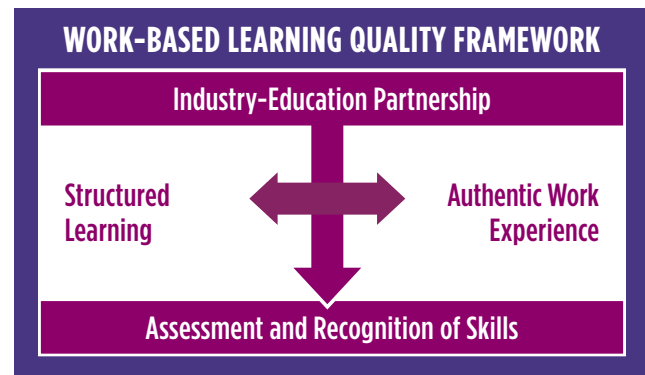 WORK-BASED LEARNING QUALITY FRAMEWORK
Industry-Education Partnership
Structured
Learning
Authentic Work
Experience
Assessment and Recognition of Skills